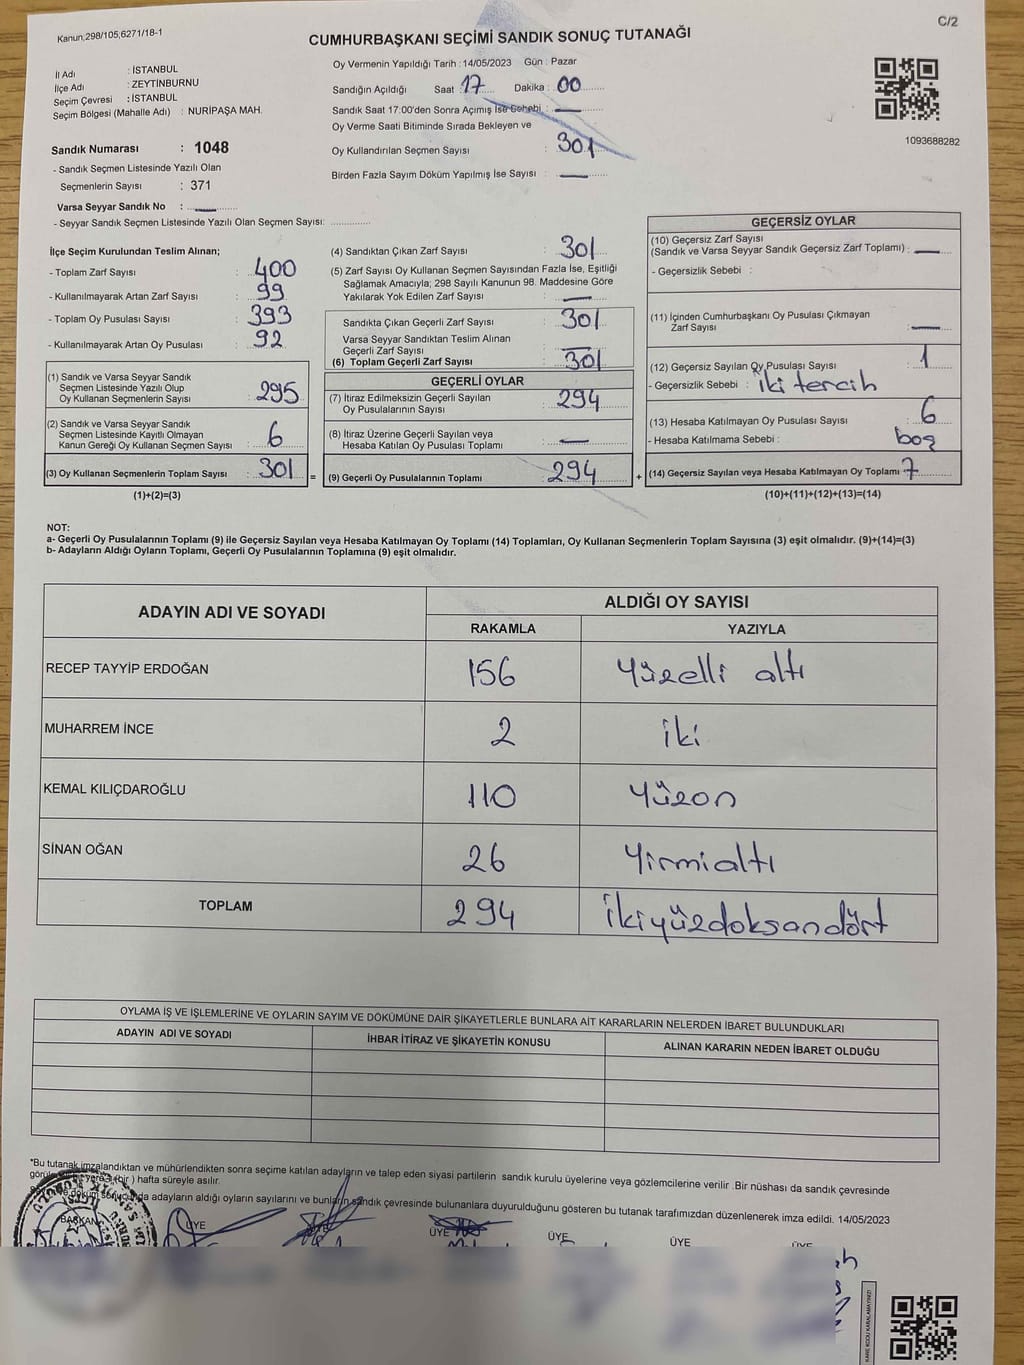 Kanun;298/105,6271/18-1
C/2
CUMHURBAŞKANI SEÇİMİ SANDIK SONUÇ TUTANAĞI
İl Adı : İSTANBUL
İlçe Adı : ZEYTİNBURNU
Seçim Çevresi : İSTANBUL
Seçim Bölgesi (Mahalle Adı) : NURİPAŞA MAH.
Sandık Numarası : 1048
- Sandık Seçmen Listesinde Yazılı Olan
Seçmenlerin Sayısı : 371
Varsa Seyyar Sandık No :
- Seyyar Sandık Seçmen Listesinde Yazılı Olan Seçmen Sayısı:
Oy Vermenin Yapıldığı Tarih : 14/05/2023 Gün : Pazar
Sandığın Açıldığı Saat : 17 Dakika : 00
Sandık Saat 17.00'den Sonra Açımış İse Sebebi, :
Oy Verme Saati Bitiminde Sırada Bekleyen ve
Oy Kullandırılan Seçmen Sayısı : 301
Birden Fazla Sayım Döküm Yapılmış İse Sayısı :
1093688282
İlçe Seçim Kurulundan Teslim Alınan;
- Toplam Zarf Sayısı : 400
- Kullanılmayarak Artan Zarf Sayısı : 99
- Toplam Oy Pusulası Sayısı : 393
- Kullanılmayarak Artan Oy Pusulası : 92
(1) Sandık ve Varsa Seyyar Sandık
Seçmen Listesinde Yazılı Olup
Oy Kullanan Seçmenlerin Sayısı : 295
(2) Sandık ve Varsa Seyyar Sandık
Seçmen Listesinde Kayıtlı Olmayan
Kanun Gereği Oy Kullanan Seçmen Sayısı : 6
(3) Oy Kullanan Seçmenlerin Toplam Sayısı : 301
(1)+(2)=(3)
(4) Sandıktan Çıkan Zarf Sayısı : 301
(5) Zarf Sayısı Oy Kullanan Seçmen Sayısından Fazla İse, Eşitliği
Sağlamak Amacıyla; 298 Sayılı Kanunun 98. Maddesine Göre
Yakılarak Yok Edilen Zarf Sayısı :
Sandıkta Çıkan Geçerli Zarf Sayısı : 301
Varsa Seyyar Sandıktan Teslim Alınan
Geçerli Zarf Sayısı :
(6) Toplam Geçerli Zarf Sayısı : 301
GEÇERLİ OYLAR
(7) İtiraz Edilmeksizin Geçerli Sayılan
Oy Pusulalarının Sayısı : 294
(8) İtiraz Üzerine Geçerli Sayılan veya
Hesaba Katılan Oy Pusulası Toplamı :
= (9) Geçerli Oy Pusulalarının Toplamı : 294
GEÇERSİZ OYLAR
(10) Geçersiz Zarf Sayısı
(Sandık ve Varsa Seyyar Sandık Geçersiz Zarf Toplamı) :
- Geçersizlik Sebebi :
(11) İçinden Cumhurbaşkanı Oy Pusulası Çıkmayan
Zarf Sayısı :
(12) Geçersiz Sayılan Oy Pusulası Sayısı : 1
- Geçersizlik Sebebi : iki tercih
(13) Hesaba Katılmayan Oy Pusulası Sayısı : 6
- Hesaba Katılmama Sebebi : boş
+ (14) Geçersiz Sayılan veya Hesaba Katılmayan Oy Toplamı : 7
(10)+(11)+(12)+(13)=(14)
NOT:
a- Geçerli Oy Pusulalarının Toplamı (9) ile Geçersiz Sayılan veya Hesaba Katılmayan Oy Toplamı (14) Toplamları, Oy Kullanan Seçmenlerin Toplam Sayısına (3) eşit olmalıdır. (9)+(14)=(3)
b- Adayların Aldığı Oyların Toplamı, Geçerli Oy Pusulalarının Toplamına (9) eşit olmalıdır.
ADAYIN ADI VE SOYADI ALDIĞI OY SAYISI
RAKAMLA YAZIYLA
RECEP TAYYİP ERDOĞAN 156 Yüzelli altı
MUHARREM İNCE 2 iki
KEMAL KILIÇDAROĞLU 110 Yüzon
SİNAN OĞAN 26 Yirmialtı
TOPLAM 294 ikiyüzdoksandört
OYLAMA İŞ VE İŞLEMLERİNE VE OYLARIN SAYIM VE DÖKÜMÜNE DAİR ŞİKAYETLERLE BUNLARA AİT KARARLARIN NELERDEN İBARET BULUNDUKLARI
ADAYIN ADI VE SOYADI İHBAR İTİRAZ VE ŞİKAYETİN KONUSU ALINAN KARARIN NEDEN İBARET OLDUĞU
*Bu tutanak imzalandıktan ve mühürlendikten sonra seçime katılan adayların ve talep eden siyasi partilerin sandık kurulu üyelerine veya gözlemcilerine verilir .Bir nüshası da sandık çevresinde
(bir ) hafta süreyle asılır.
döküm sonucunda adayların aldığı oyların sayılarını ve bunların sandık çevresinde bulunanlara duyurulduğunu gösteren bu tutanak tarafımızdan düzenlenerek imza edildi. 14/05/2023
BAŞKAN ÜYE ÜYE ÜYE ÜYE ÜYE ÜYE